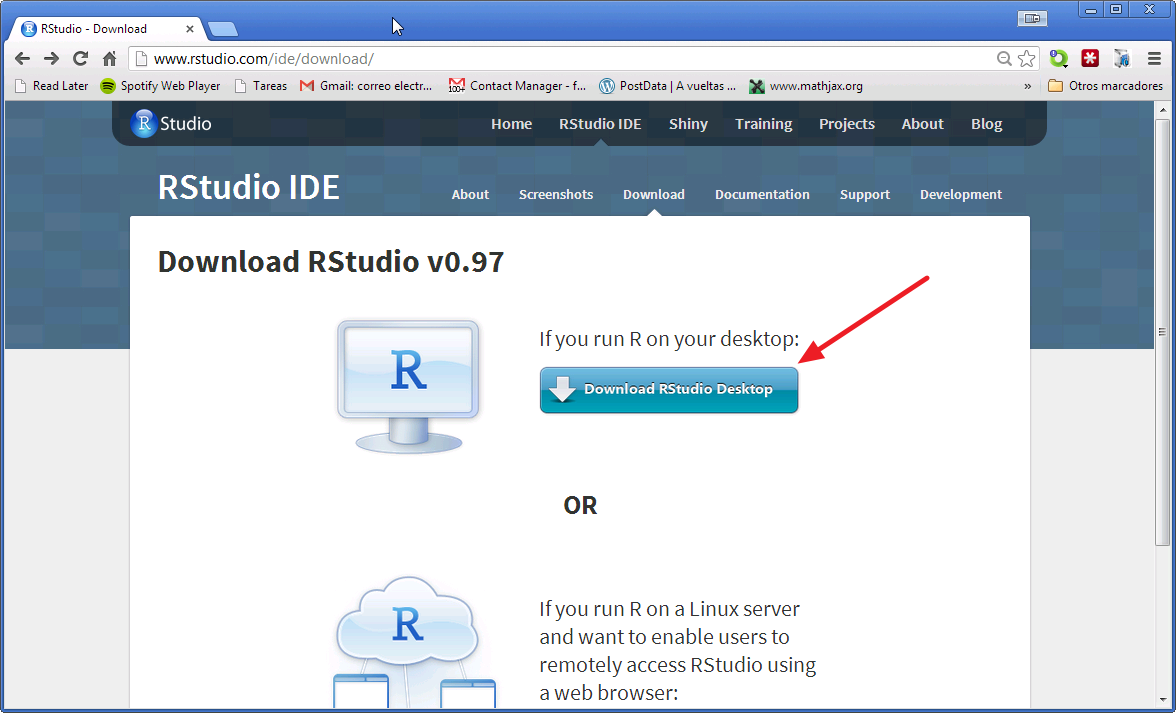 RStudio - Download
www.rstudio.com/ide/download/
Read Later Spotify Web Player Tareas Gmail: correo electr... Contact Manager - f... PostData | A vueltas ... www.mathjax.org » Otros marcadores
R Studio Home RStudio IDE Shiny Training Projects About Blog
RStudio IDE About Screenshots Download Documentation Support Development
Download RStudio v0.97
If you run R on your desktop:
R
Download RStudio Desktop
OR
If you run R on a Linux server
R
and want to enable users to
remotely access RStudio using
a web browser: